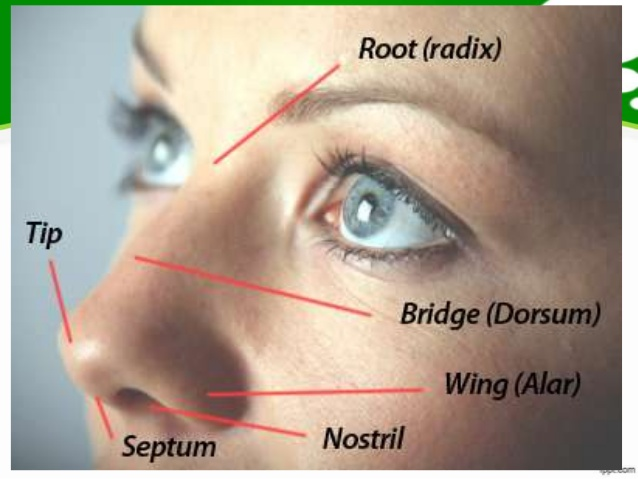 Root (radix)
Tip
Bridge (Dorsum)
Wing (Alar)
Nostril
Septum